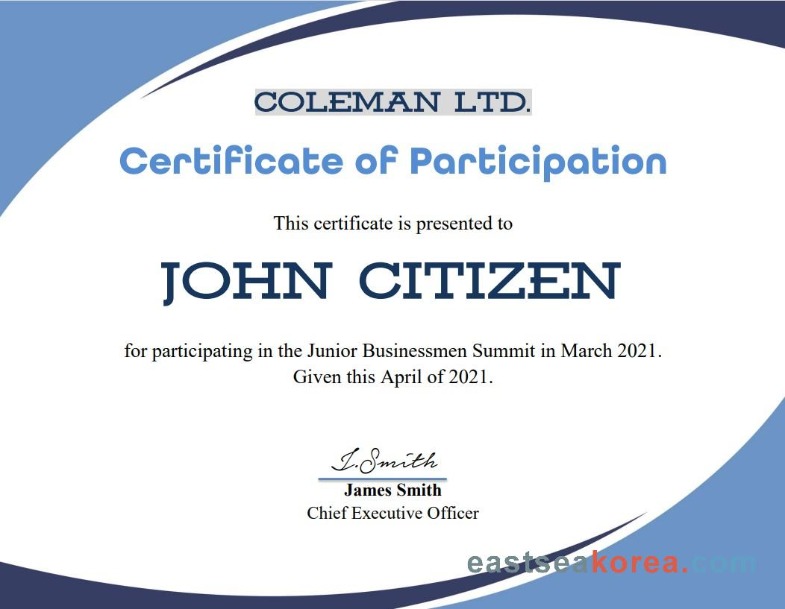 COLEMAN LTD.
Certificate of Participation
This certificate is presented to
JOHN CITIZEN
for participating in the Junior Businessmen Summit in March 2021.
Given this April of 2021.
J.Smith
James Smith
Chief Executive Officer
eastseakorea.com